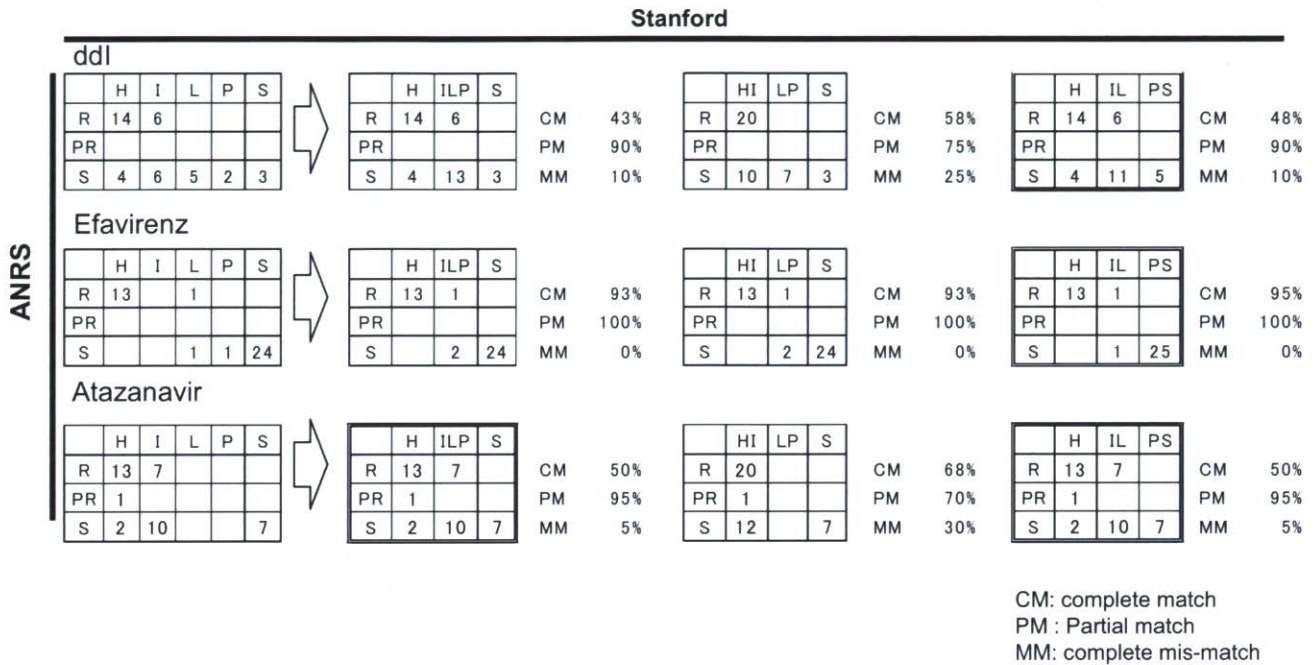 Stanford
ANRS
ddI
H I L P S
H ILP S
HI LP S
H IL PS
R 14 6
R 14 6
CM 43%
R 20
CM 58%
R 14 6
CM 48%
PR
PR
PM 90%
PR
PM 75%
PR
PM 90%
S 4 6 5 2 3
S 4 13 3
MM 10%
S 10 7 3
MM 25%
S 4 11 5
MM 10%
Efavirenz
H I L P S
H ILP S
HI LP S
H IL PS
R 13 1
R 13 1
CM 93%
R 13 1
CM 93%
R 13 1
CM 95%
PR
PR
PM 100%
PR
PM 100%
PR
PM 100%
S 1 1 24
S 2 24
MM 0%
S 2 24
MM 0%
S 1 25
MM 0%
Atazanavir
H I L P S
H ILP S
HI LP S
H IL PS
R 13 7
R 13 7
CM 50%
R 20
CM 68%
R 13 7
CM 50%
PR 1
PR 1
PM 95%
PR 1
PM 70%
PR 1
PM 95%
S 2 10 7
S 2 10 7
MM 5%
S 12 7
MM 30%
S 2 10 7
MM 5%
CM: complete match
PM : Partial match
MM: complete mis-match